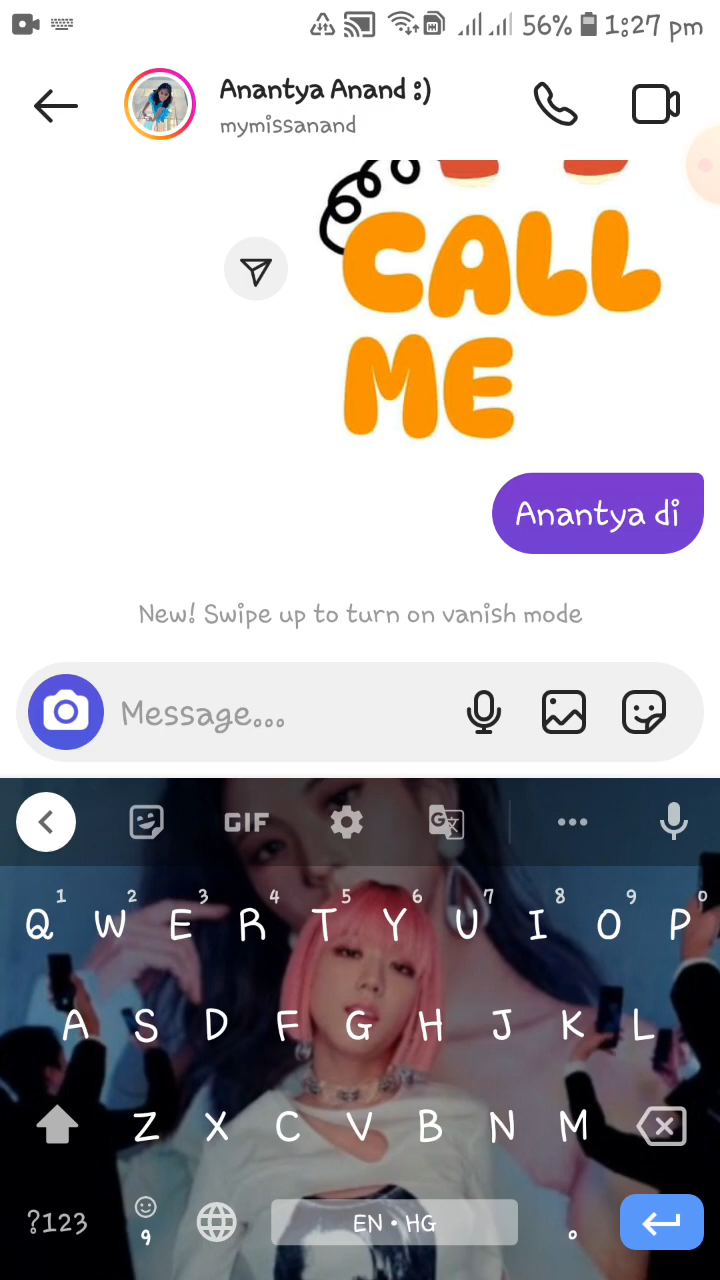 56% 1:27 pm
Anantya Anand :)
mymissanand
CALL
ME
Anantya di
New! Swipe up to turn on vanish mode
Message...
GIF G
1 2 3 4 5 6 7 8 9 0
Q W E R T Y U I O P
A S D F G H J K L
Z X C V B N M
?123 , EN • HG .